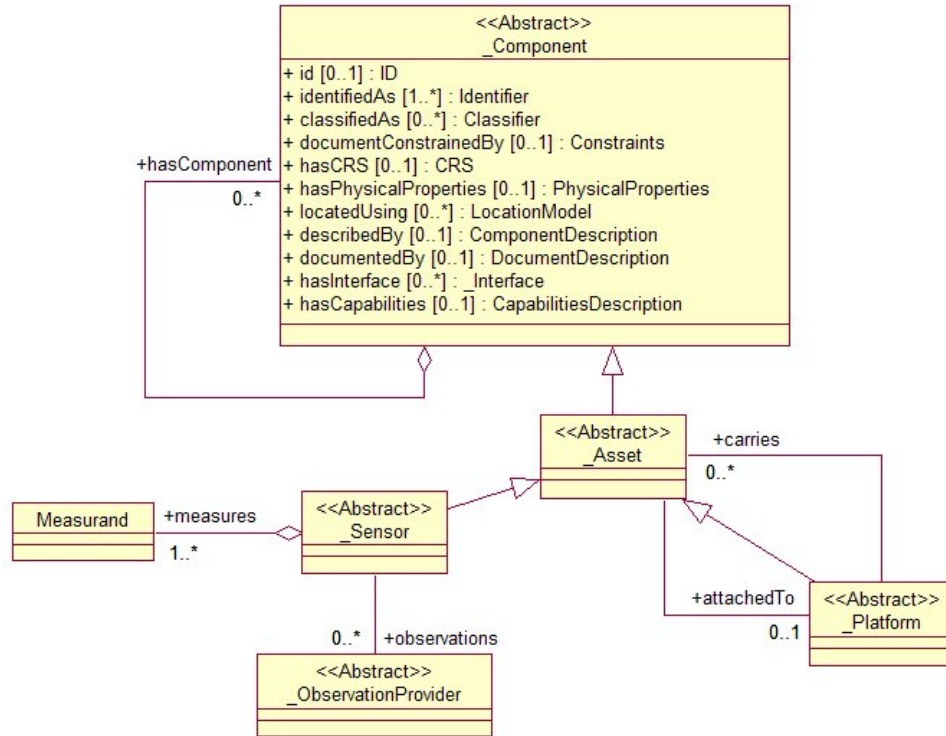 <<Abstract>>
_Component
+ id [0..1] : ID
+ identifiedAs [1..*] : Identifier
+ classifiedAs [0..*] : Classifier
+ documentConstrainedBy [0..1] : Constraints
+ hasCRS [0..1] : CRS
+ hasPhysicalProperties [0..1] : PhysicalProperties
+ locatedUsing [0..*] : LocationModel
+ describedBy [0..1] : ComponentDescription
+ documentedBy [0..1] : DocumentDescription
+ hasInterface [0..*] : _Interface
+ hasCapabilities [0..1] : CapabilitiesDescription
+hasComponent
0..*
<<Abstract>>
_Asset
+carries
0..*
Measurand
+measures
1..*
<<Abstract>>
_Sensor
+attachedTo
0..1
<<Abstract>>
_Platform
0..*
+observations
<<Abstract>>
_ObservationProvider